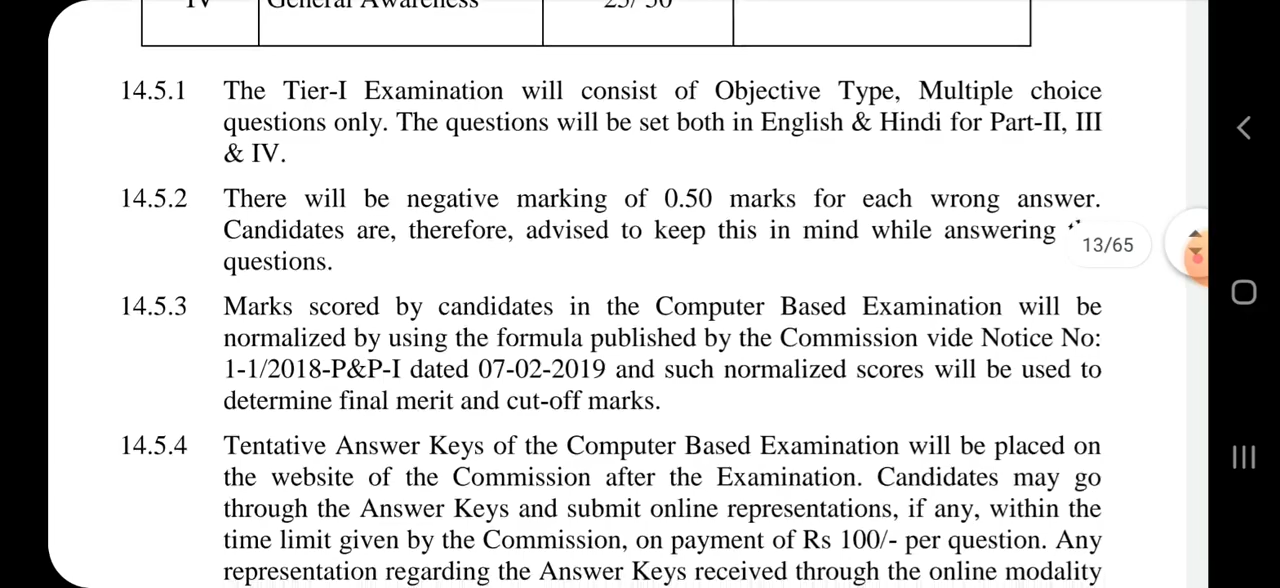 IV General Awareness 25/ 50
14.5.1 The Tier-I Examination will consist of Objective Type, Multiple choice
questions only. The questions will be set both in English & Hindi for Part-II, III
& IV.
14.5.2 There will be negative marking of 0.50 marks for each wrong answer.
Candidates are, therefore, advised to keep this in mind while answering
13/65
questions.
14.5.3 Marks scored by candidates in the Computer Based Examination will be
normalized by using the formula published by the Commission vide Notice No:
1-1/2018-P&P-I dated 07-02-2019 and such normalized scores will be used to
determine final merit and cut-off marks.
14.5.4 Tentative Answer Keys of the Computer Based Examination will be placed on
the website of the Commission after the Examination. Candidates may go
through the Answer Keys and submit online representations, if any, within the
time limit given by the Commission, on payment of Rs 100/- per question. Any
representation regarding the Answer Keys received through the online modality